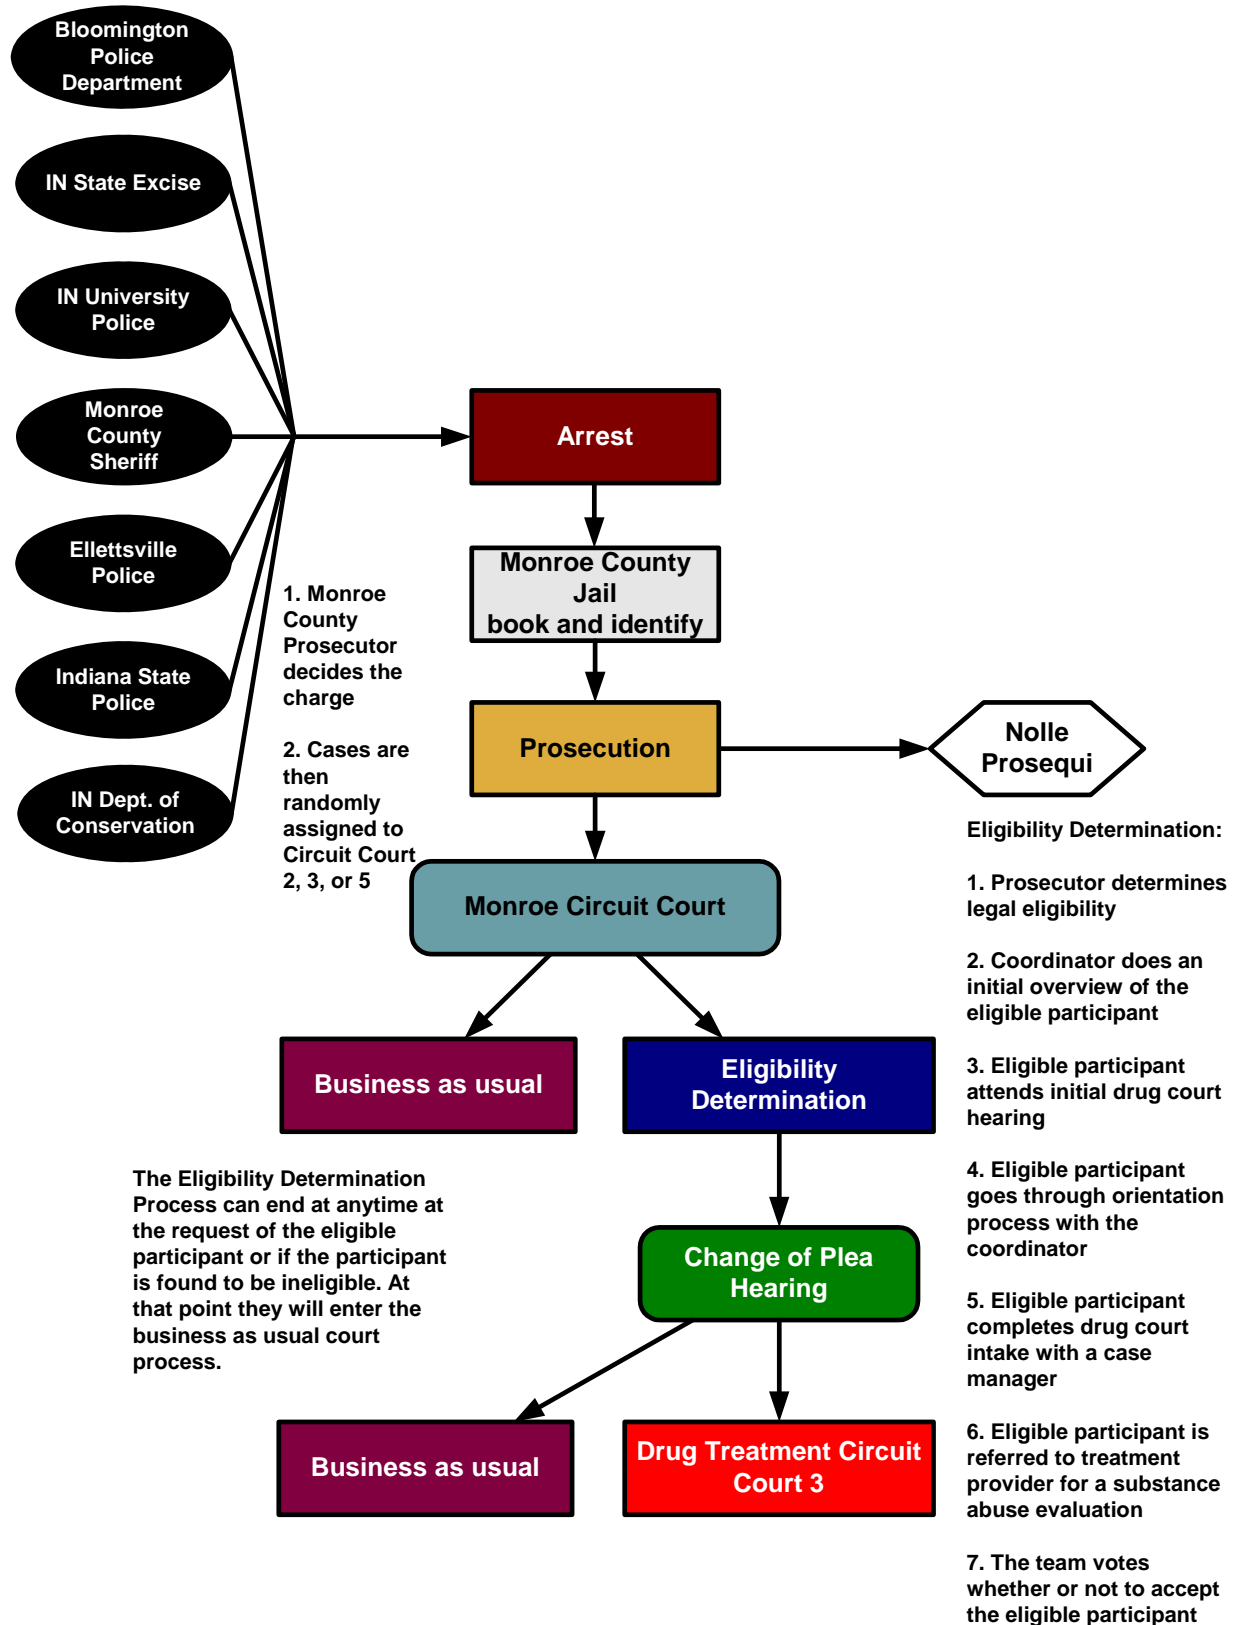 Bloomington
Police
Department
IN State Excise
IN University
Police
Monroe
County
Sheriff
Ellettsville
Police
Indiana State
Police
IN Dept. of
Conservation
Arrest
Monroe County
Jail
book and identify
1. Monroe
County
Prosecutor
decides the
charge
2. Cases are
then
randomly
assigned to
Circuit Court
2, 3, or 5
Prosecution
Nolle
Prosequi
Monroe Circuit Court
Business as usual
Eligibility
Determination
The Eligibility Determination
Process can end at anytime at
the request of the eligible
participant or if the participant
is found to be ineligible. At
that point they will enter the
business as usual court
process.
Change of Plea
Hearing
Business as usual
Drug Treatment Circuit
Court 3
Eligibility Determination:
1. Prosecutor determines
legal eligibility
2. Coordinator does an
initial overview of the
eligible participant
3. Eligible participant
attends initial drug court
hearing
4. Eligible participant
goes through orientation
process with the
coordinator
5. Eligible participant
completes drug court
intake with a case
manager
6. Eligible participant is
referred to treatment
provider for a substance
abuse evaluation
7. The team votes
whether or not to accept
the eligible participant